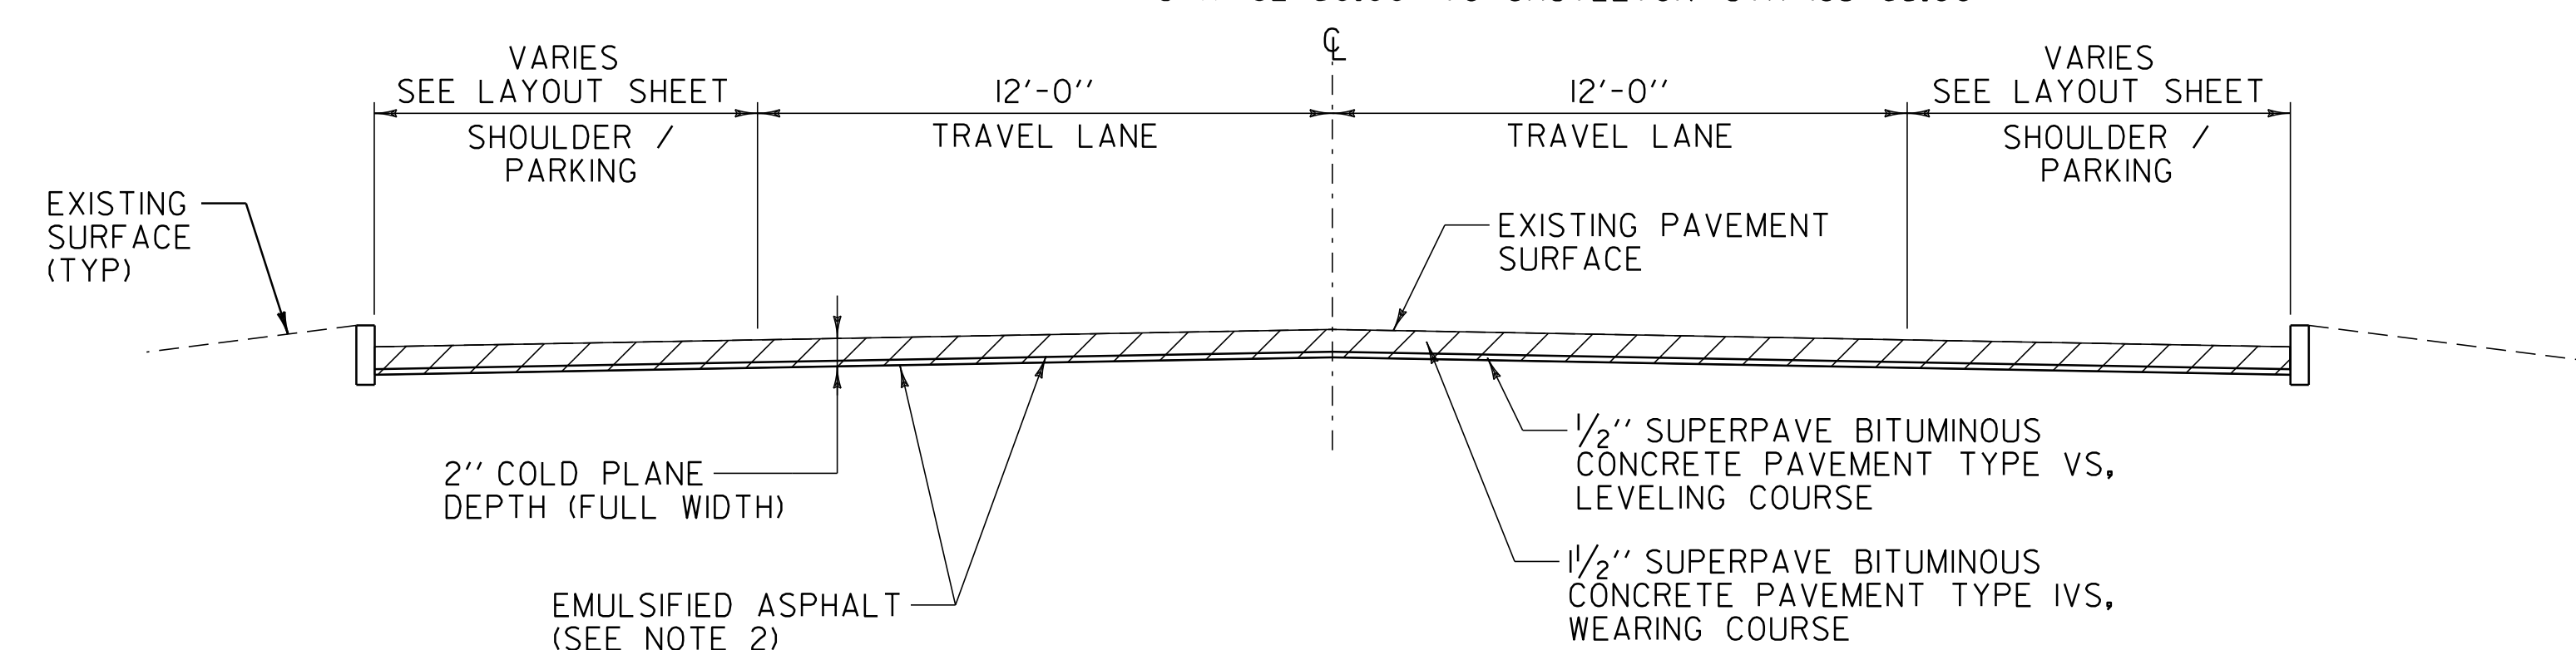 VARIES
SEE LAYOUT SHEET
SHOULDER /
PARKING
12'-0''
TRAVEL LANE
℄
12'-0''
TRAVEL LANE
VARIES
SEE LAYOUT SHEET
SHOULDER /
PARKING
EXISTING
SURFACE
(TYP)
EXISTING PAVEMENT
SURFACE
2'' COLD PLANE
DEPTH (FULL WIDTH)
EMULSIFIED ASPHALT
(SEE NOTE 2)
1/2'' SUPERPAVE BITUMINOUS
CONCRETE PAVEMENT TYPE VS,
LEVELING COURSE
1 1/2'' SUPERPAVE BITUMINOUS
CONCRETE PAVEMENT TYPE IVS,
WEARING COURSE